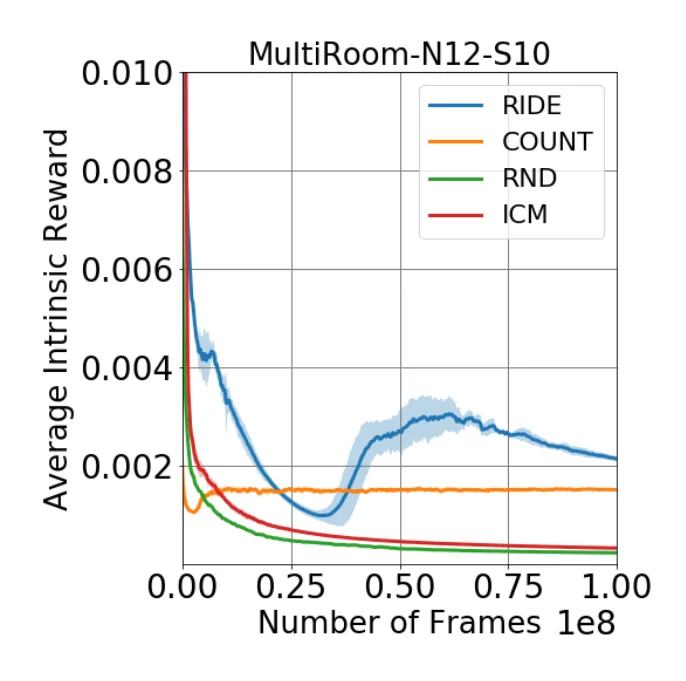 MultiRoom-N12-S10
0.010
0.008
0.006
0.004
0.002
Average Intrinsic Reward
RIDE
COUNT
RND
ICM
0.00 0.25 0.50 0.75 1.00
Number of Frames 1e8